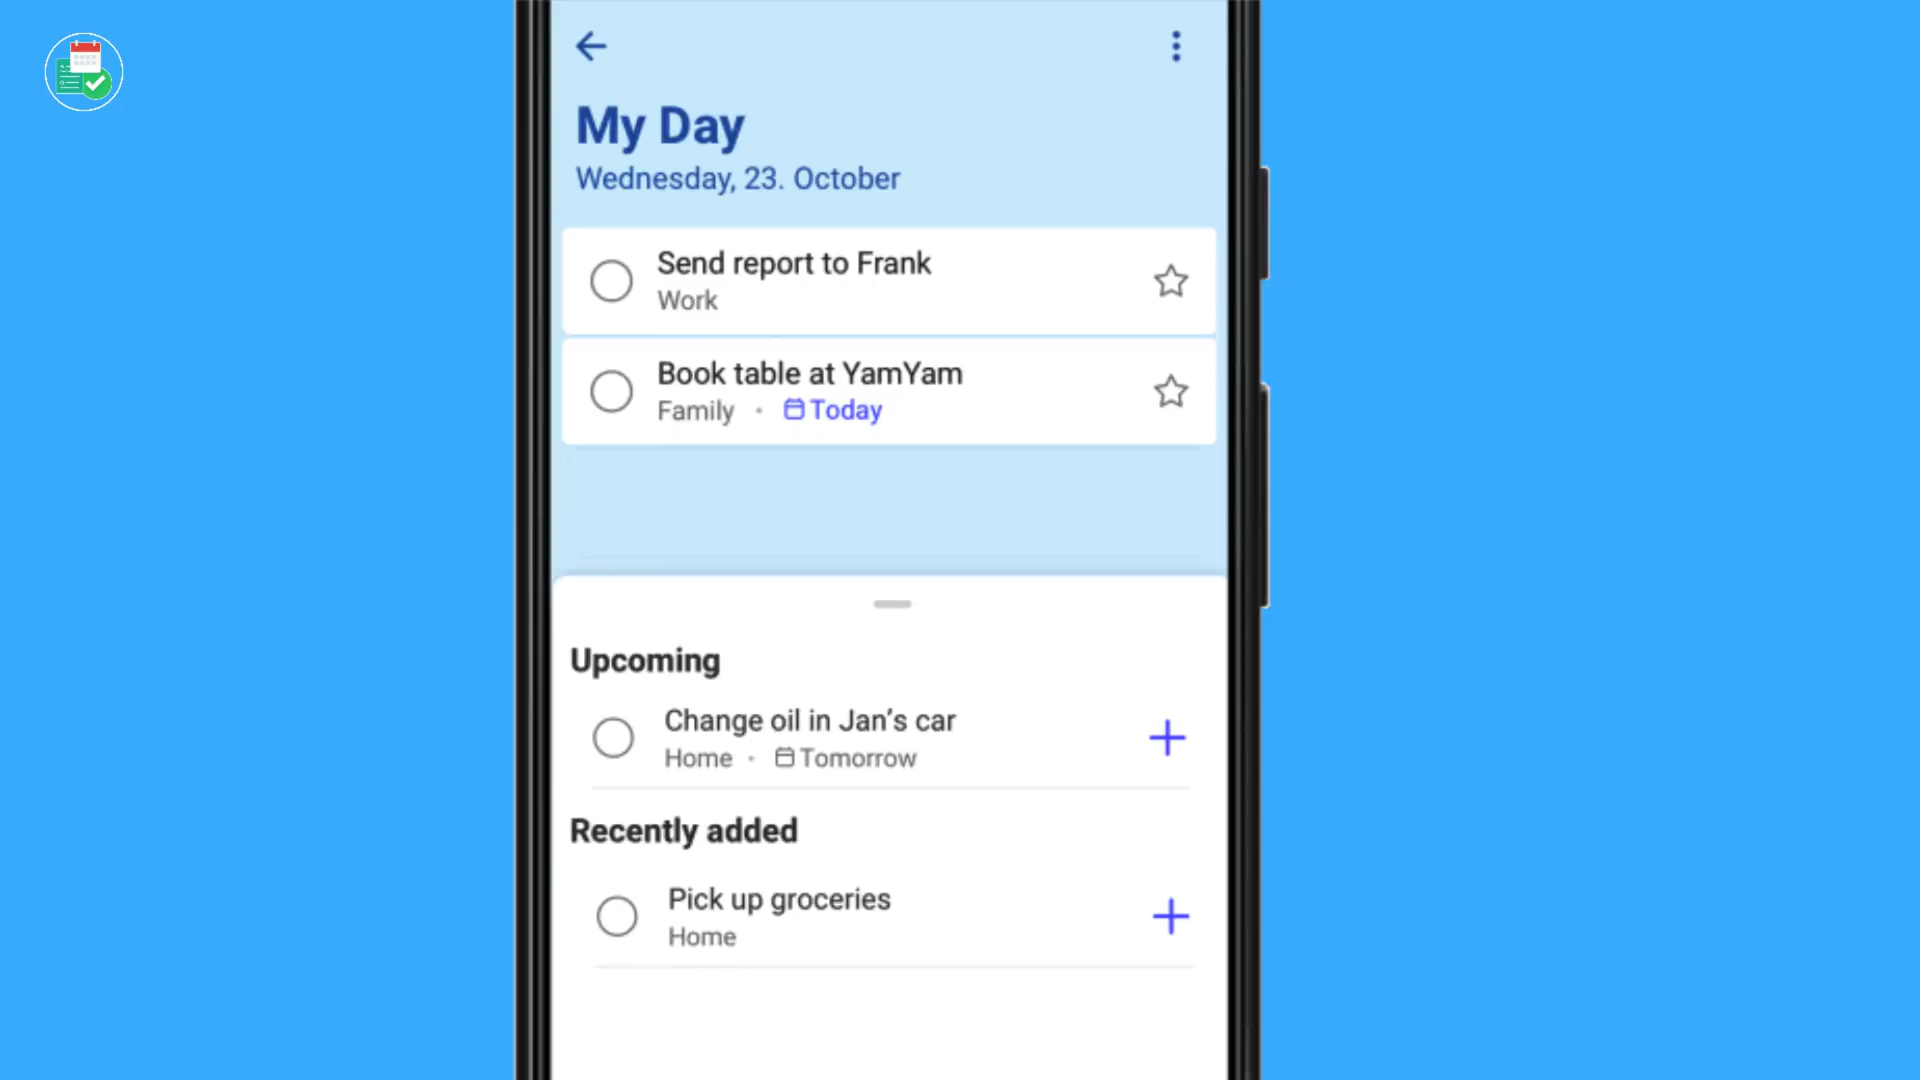 My Day
Wednesday, 23. October
Send report to Frank
Work
Book table at YamYam
Family • Today
Upcoming
Change oil in Jan’s car
Home • Tomorrow
Recently added
Pick up groceries
Home